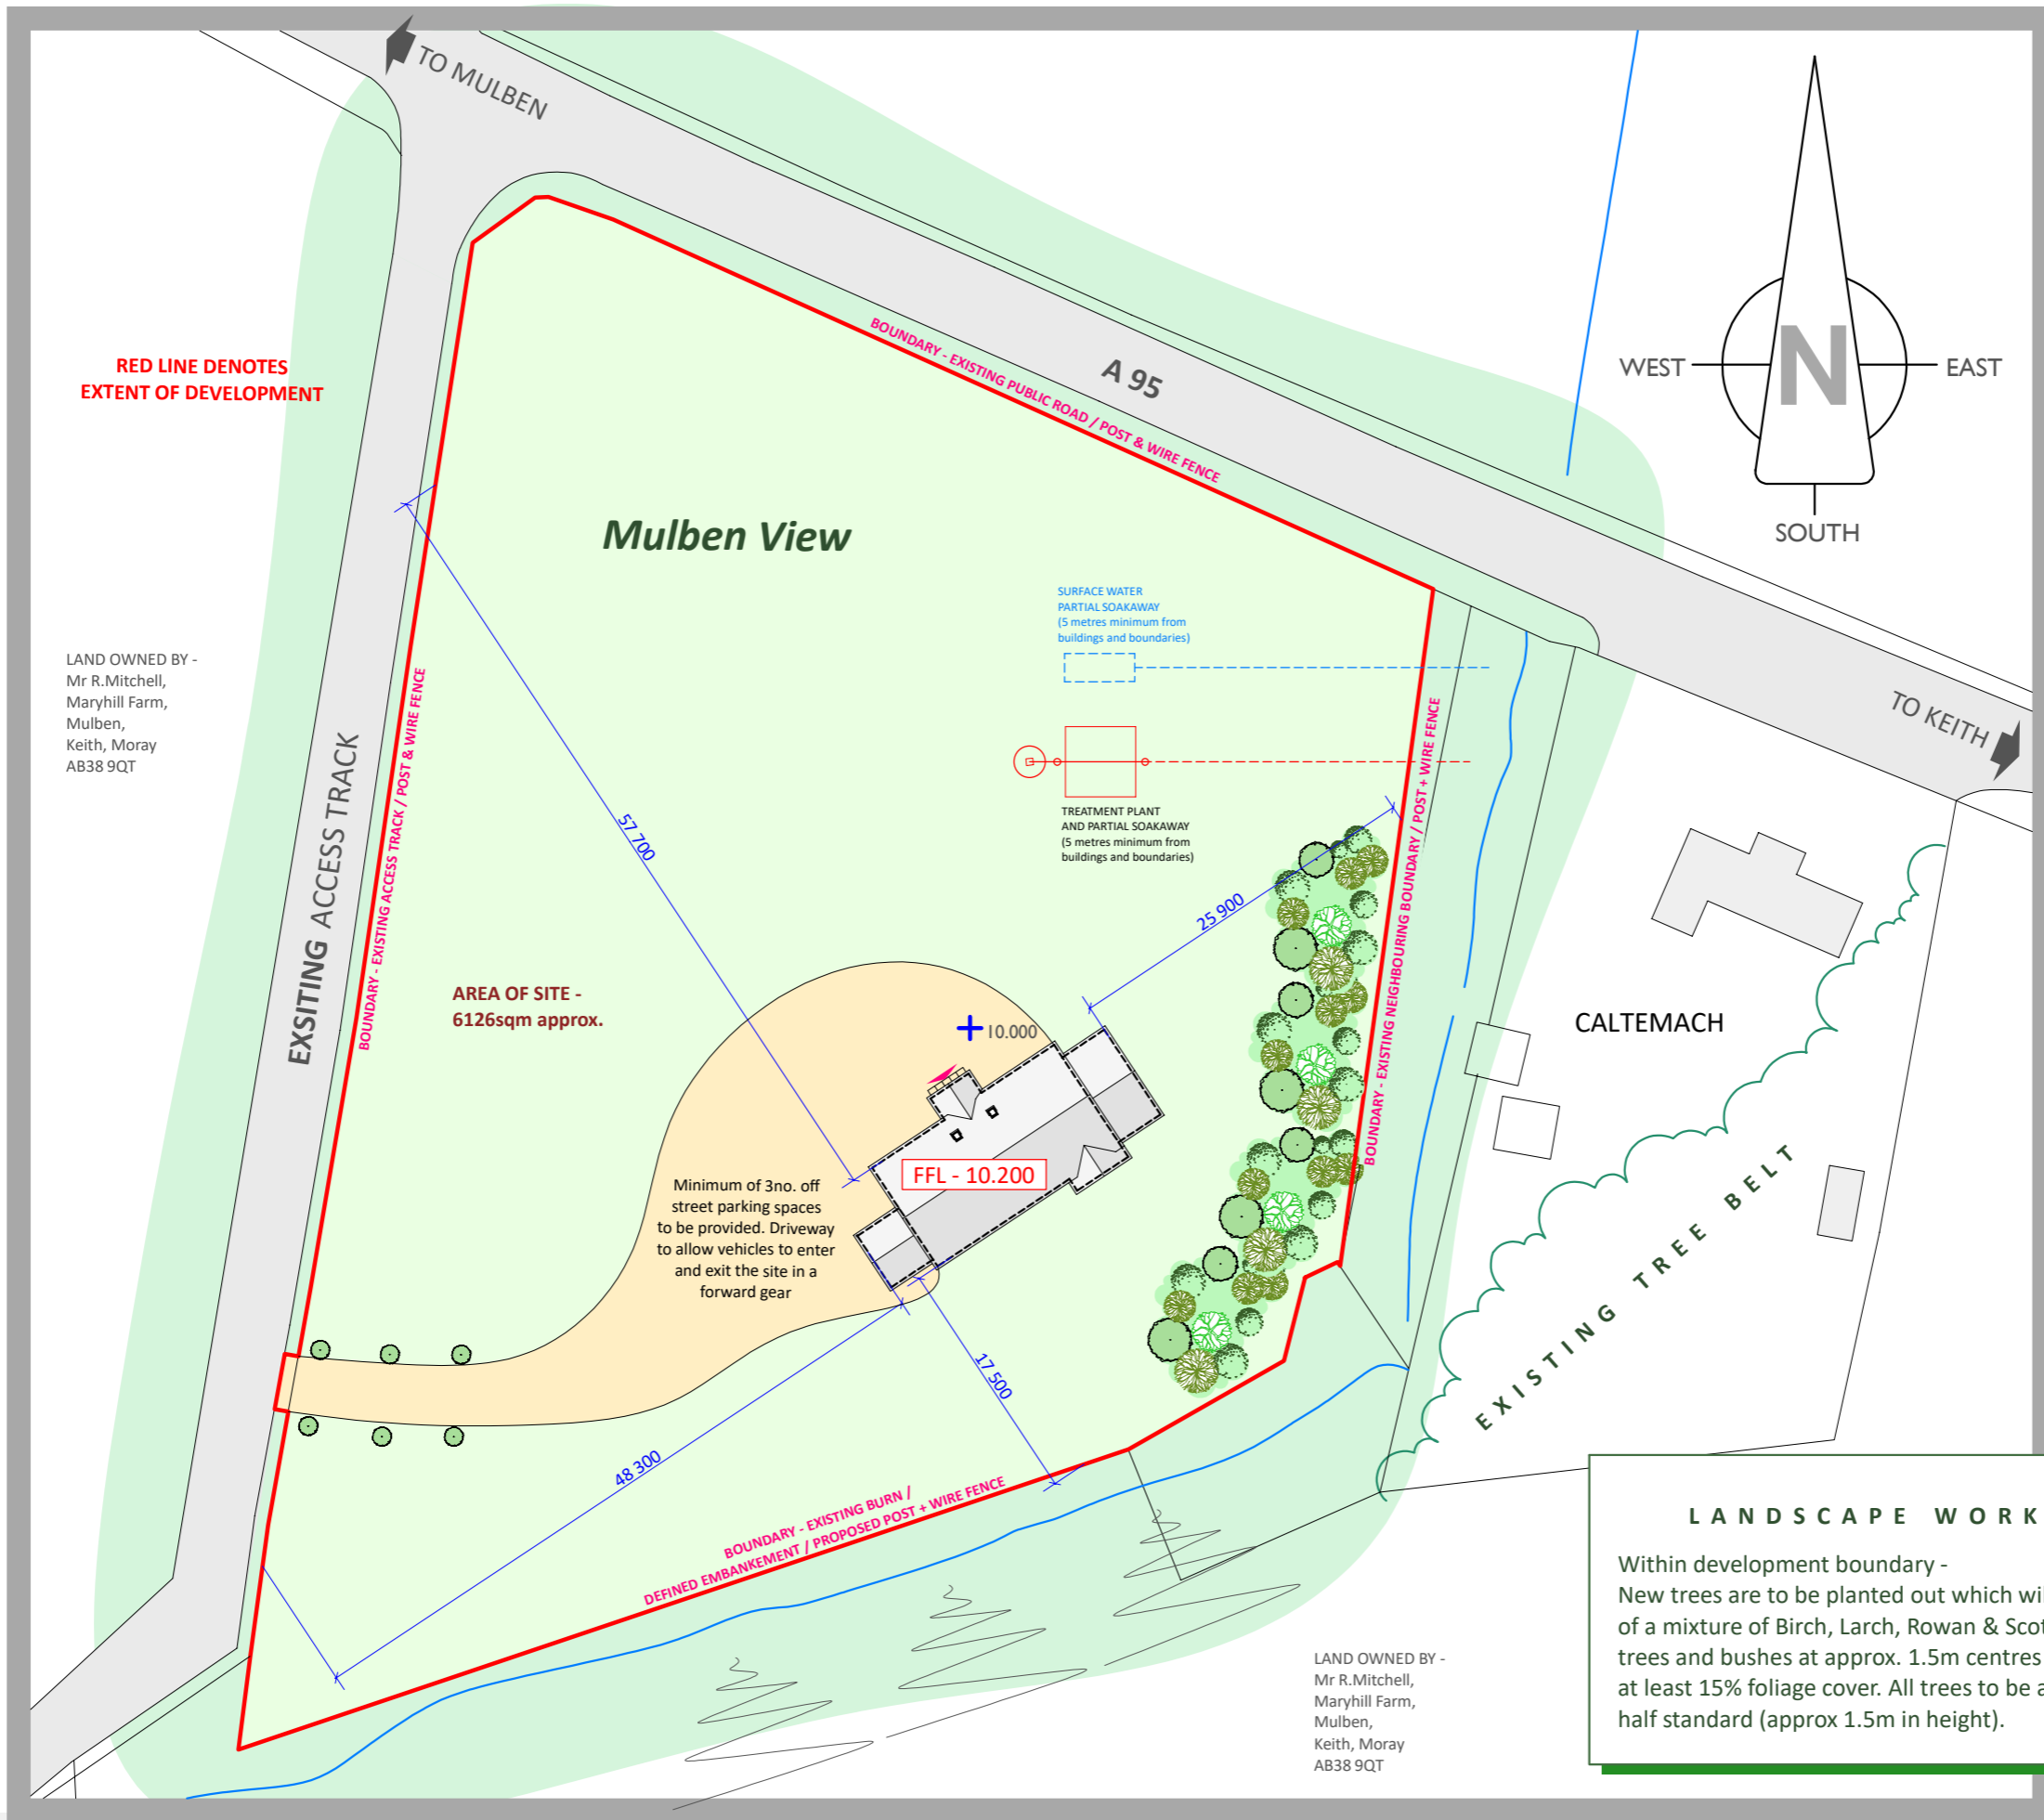 TO MULBEN
RED LINE DENOTES
EXTENT OF DEVELOPMENT
BOUNDARY - EXISTING PUBLIC ROAD / POST & WIRE FENCE
A 95
N
WEST
EAST
SOUTH
Mulben View
SURFACE WATER
PARTIAL SOAKAWAY
(5 metres minimum from
buildings and boundaries)
LAND OWNED BY -
Mr R.Mitchell,
Maryhill Farm,
Mulben,
Keith, Moray
AB38 9QT
EXSITING ACCESS TRACK
BOUNDARY - EXISTING ACCESS TRACK / POST & WIRE FENCE
TO KEITH
TREATMENT PLANT
AND PARTIAL SOAKAWAY
(5 metres minimum from
buildings and boundaries)
57 700
25 900
BOUNDARY - EXISTING NEIGHBOURING BOUNDARY / POST + WIRE FENCE
AREA OF SITE -
6126sqm approx.
10.000
CALTEMACH
FFL - 10.200
Minimum of 3no. off
street parking spaces
to be provided. Driveway
to allow vehicles to enter
and exit the site in a
forward gear
EXISTING TREE BELT
17 500
48 300
BOUNDARY - EXISTING BURN /
DEFINED EMBANKEMENT / PROPOSED POST + WIRE FENCE
LANDSCAPE WORK
Within development boundary -
New trees are to be planted out which wi
of a mixture of Birch, Larch, Rowan & Sco
trees and bushes at approx. 1.5m centres
at least 15% foliage cover. All trees to be a
half standard (approx 1.5m in height).
LAND OWNED BY -
Mr R.Mitchell,
Maryhill Farm,
Mulben,
Keith, Moray
AB38 9QT